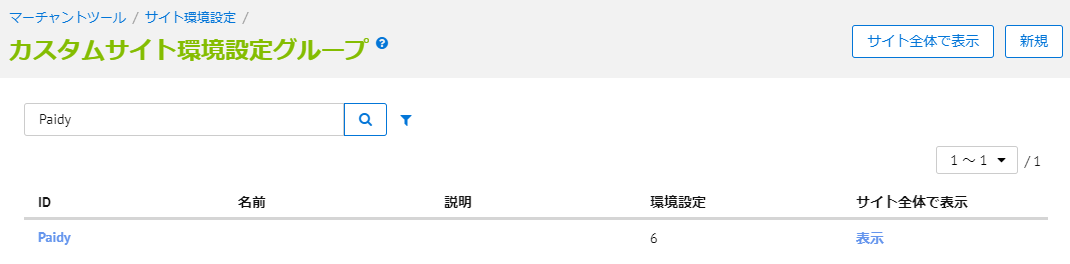 マーチャントツール / サイト環境設定 /
カスタムサイト環境設定グループ ?
サイト全体で表示 新規
Paidy
1 ～ 1 / 1
ID 名前 説明 環境設定 サイト全体で表示
Paidy 6 表示